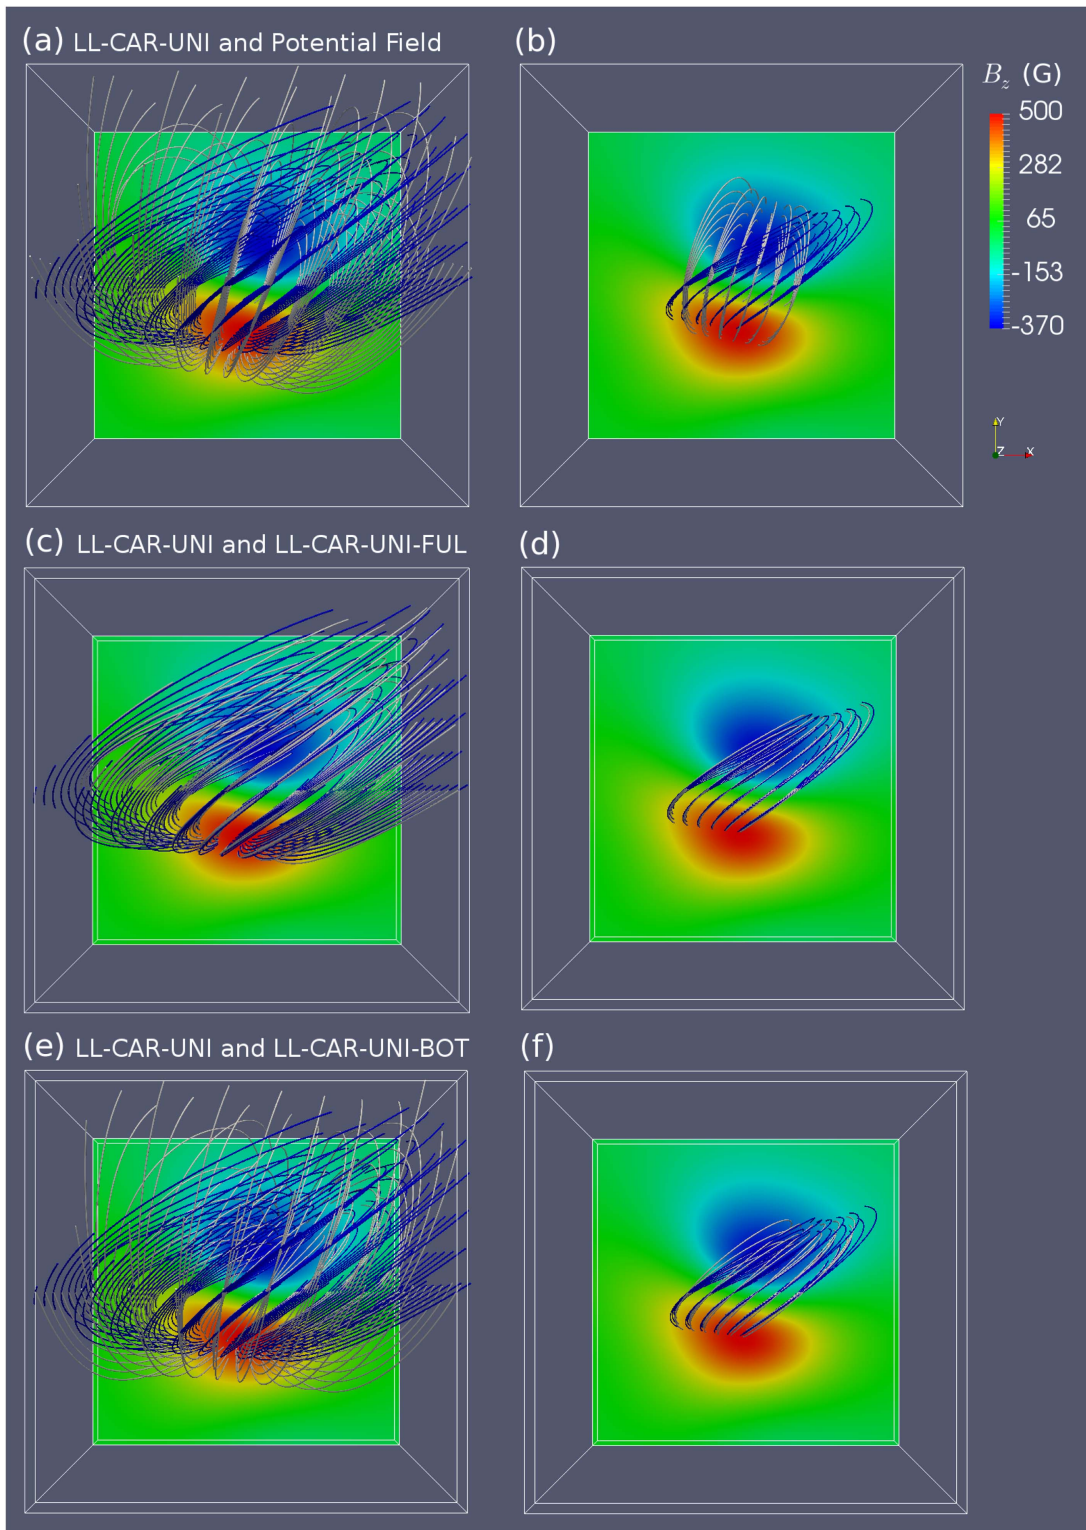 (a) LL-CAR-UNI and Potential Field
(b)
B_z (G)
500
282
65
-153
-370
Y
Z X
(c) LL-CAR-UNI and LL-CAR-UNI-FUL
(d)
(e) LL-CAR-UNI and LL-CAR-UNI-BOT
(f)